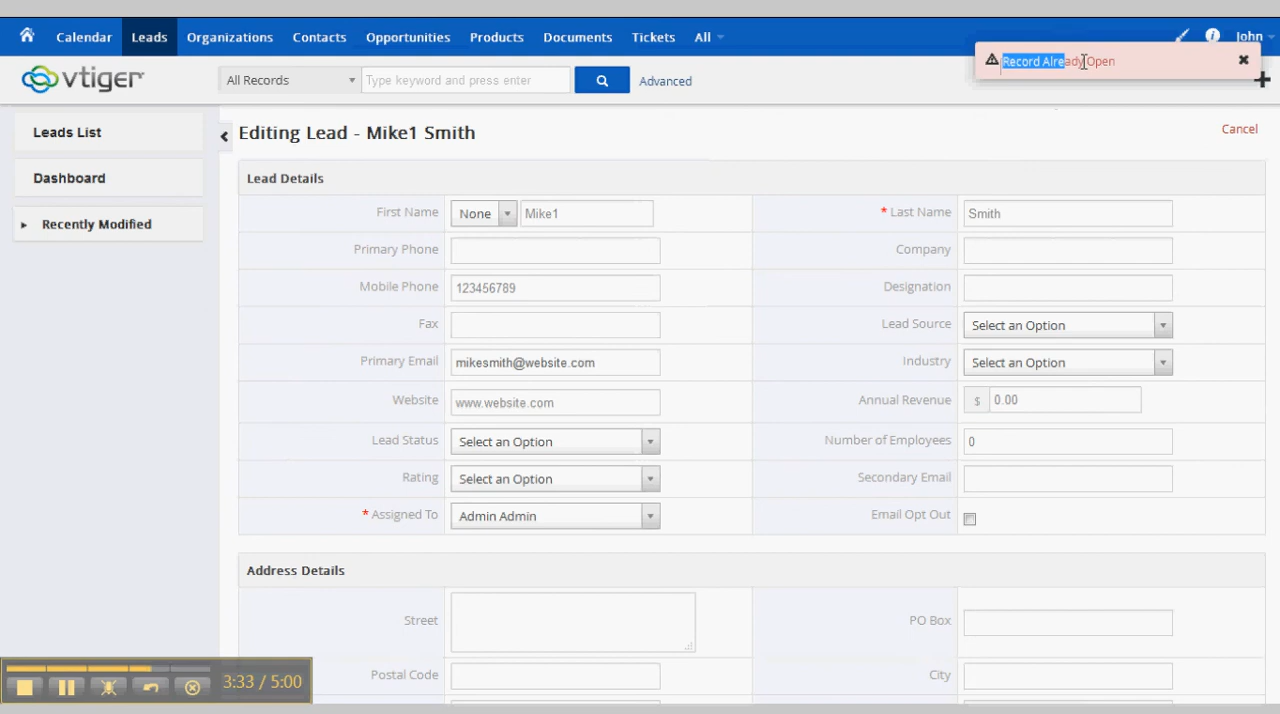 Calendar Leads Organizations Contacts Opportunities Products Documents Tickets All John
Record Already Open
vtiger All Records Type keyword and press enter Advanced
Leads List
Dashboard
Recently Modified
Editing Lead - Mike1 Smith Cancel
Lead Details
First Name None Mike1 * Last Name Smith
Primary Phone Company
Mobile Phone 123456789 Designation
Fax Lead Source Select an Option
Primary Email mikesmith@website.com Industry Select an Option
Website www.website.com Annual Revenue $ 0.00
Lead Status Select an Option Number of Employees 0
Rating Select an Option Secondary Email
* Assigned To Admin Admin Email Opt Out
Address Details
Street PO Box
Postal Code City
3:33 / 5:00